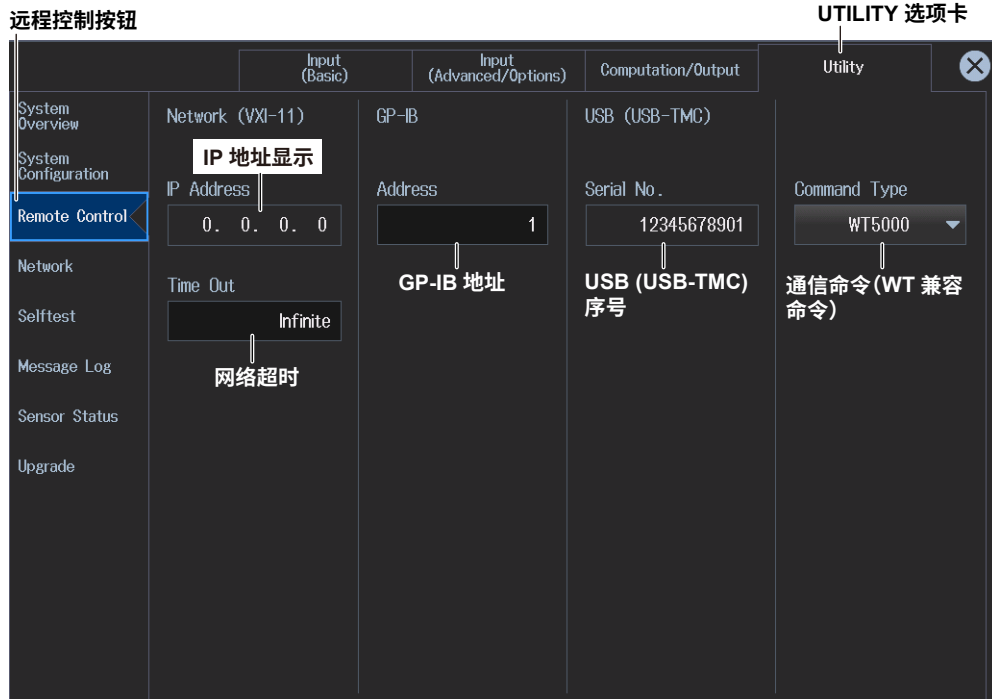 远程控制按钮
UTILITY 选项卡
Input
(Basic)
Input
(Advanced/Options)
Computation/Output
Utility
System
Overview
System
Configuration
Remote Control
Network
Selftest
Message Log
Sensor Status
Upgrade
Network (VXI-11)
IP 地址显示
IP Address
0. 0. 0. 0
Time Out
Infinite
网络超时
GP-IB
Address
1
GP-IB 地址
USB (USB-TMC)
Serial No.
12345678901
USB (USB-TMC)
序号
Command Type
WT5000
通信命令（WT 兼容
命令）